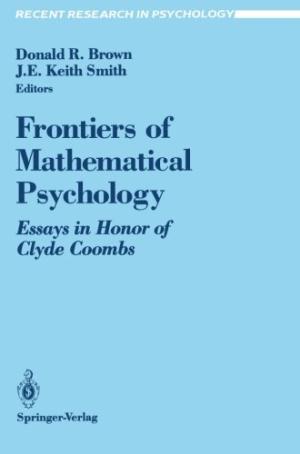 RECENT RESEARCH IN PSYCHOLOGY
Donald R. Brown
J.E. Keith Smith
Editors
Frontiers of
Mathematical
Psychology
Essays in Honor of
Clyde Coombs
Springer-Verlag